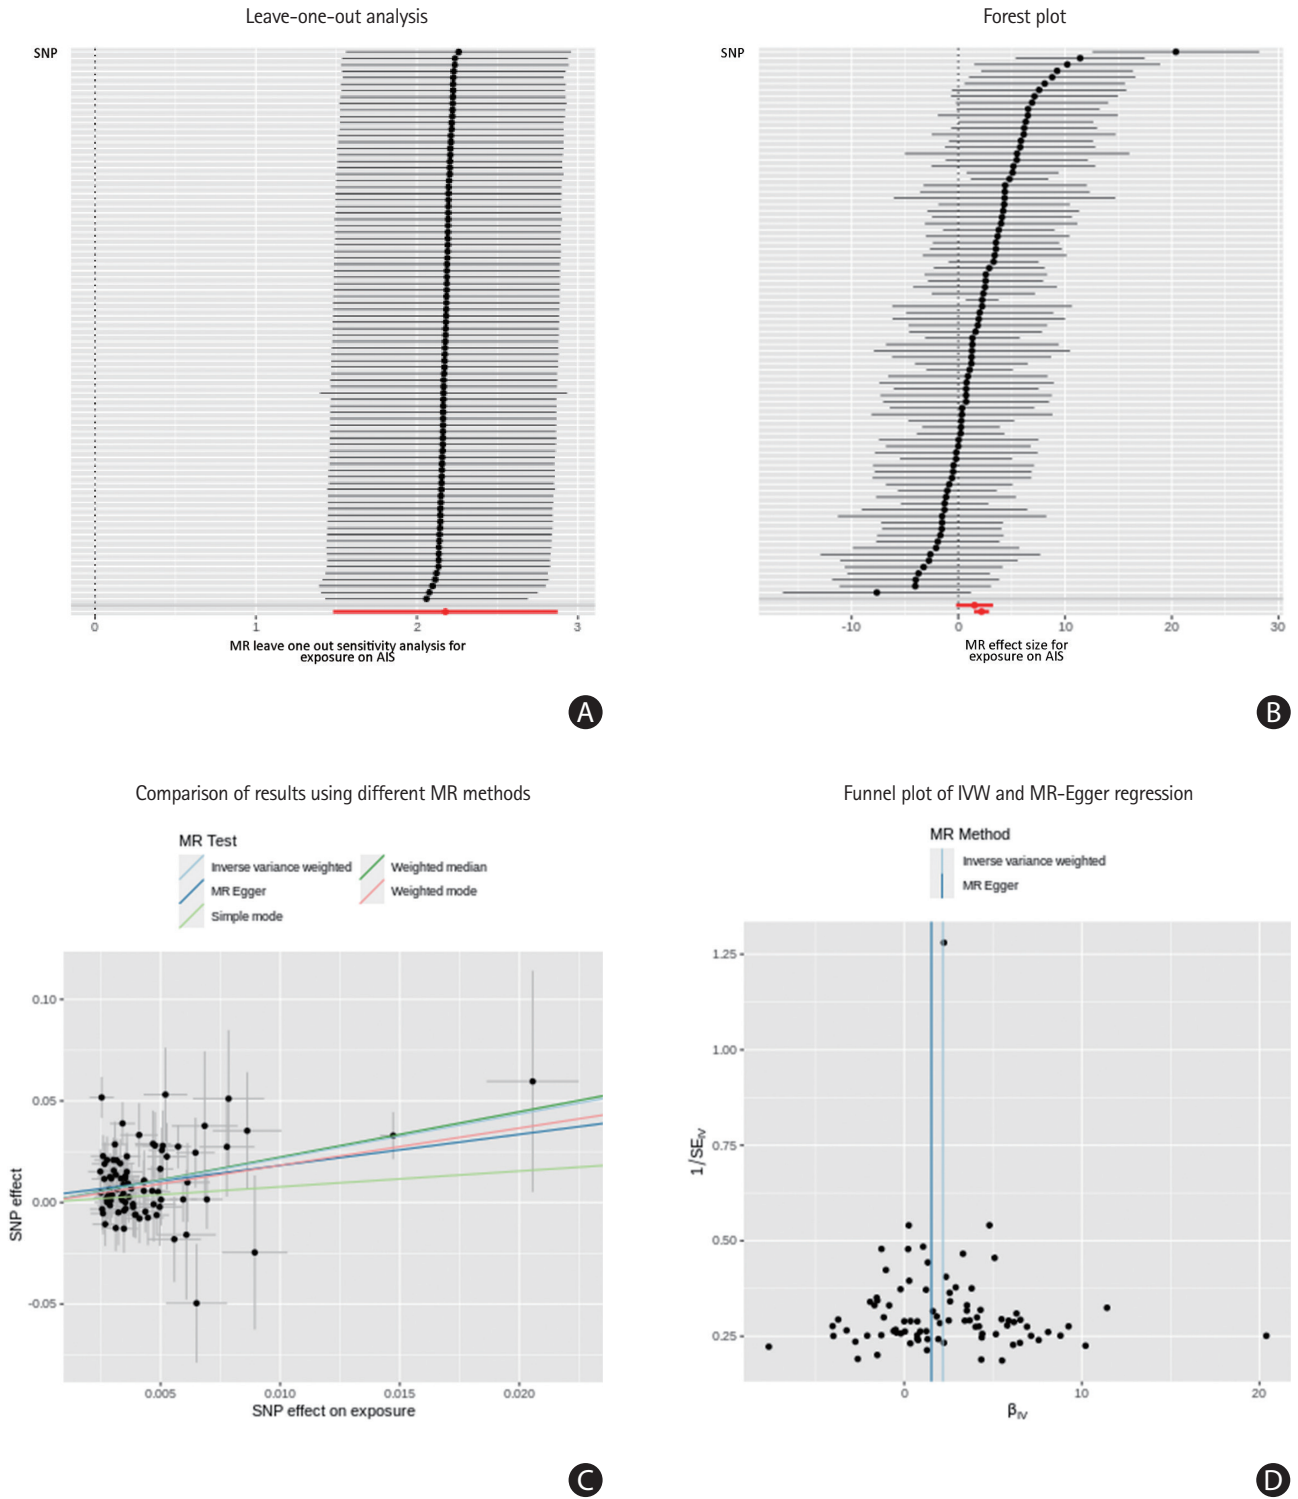 Leave-one-out analysis
SNP
0
1
2
3
MR leave one out sensitivity analysis for
exposure on AIS
A
Forest plot
SNP
-10
0
10
20
30
MR effect size for
exposure on AIS
B
Comparison of results using different MR methods
MR Test
Inverse variance weighted
Weighted median
MR Egger
Weighted mode
Simple mode
0.10
0.05
0.00
-0.05
SNP effect
0.005
0.010
0.015
0.020
SNP effect on exposure
C
Funnel plot of IVW and MR-Egger regression
MR Method
Inverse variance weighted
MR Egger
1.25
1.00
0.75
0.50
0.25
1/SE_IV
0
10
20
β_IV
D